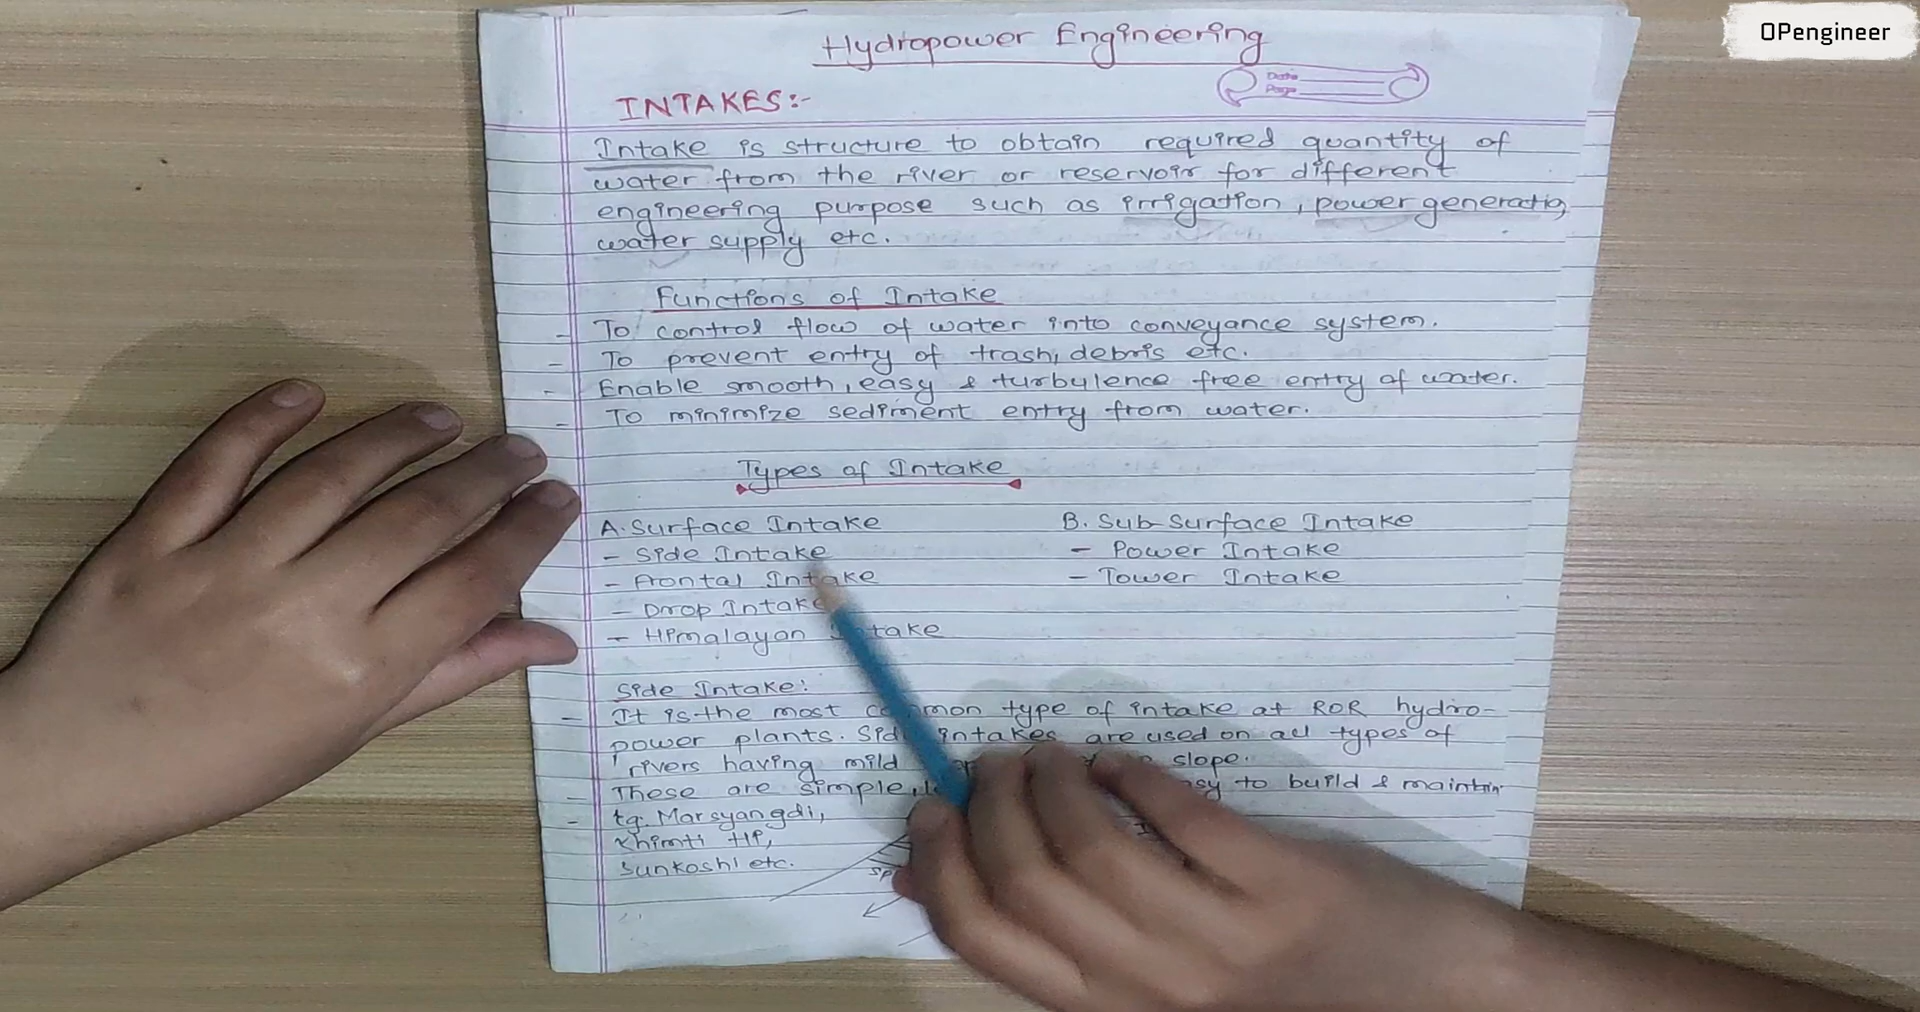 OPengineer
Hydropower Engineering
Date
Page
INTAKES:-
Intake is structure to obtain required quantity of
water from the river or reservoir for different
engineering purpose such as irrigation, power generatio
water supply etc.
Functions of Intake
- To control flow of water into conveyance system.
- To prevent entry of trash, debris etc.
- Enable smooth, easy & turbulence free entry of water.
- To minimize sediment entry from water.
Types of Intake
A. Surface Intake B. Sub-Surface Intake
- Side Intake - Power Intake
- Frontal Intake - Tower Intake
- Drop Intake
- Himalayan Intake
Side Intake:
- It is the most common type of intake at ROR hydro-
power plants. Side intakes are used on all types of
rivers having mild slope.
- These are simple, to build & maintain
- Eg. Marsyangdi,
Khimti HP,
Sunkoshi etc.